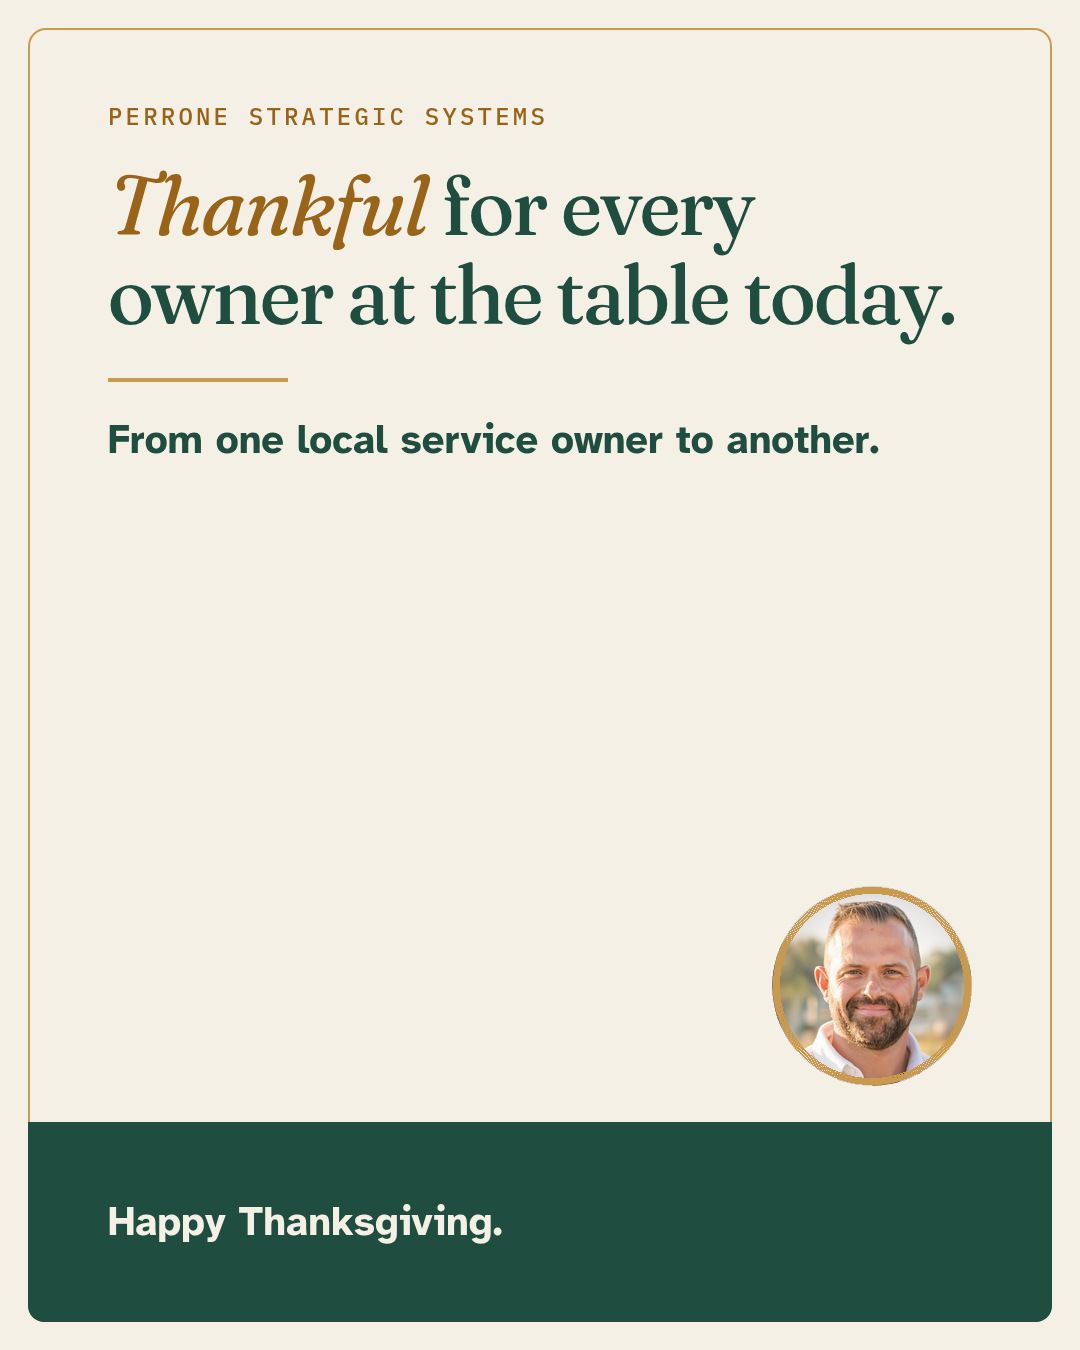 PERRONE STRATEGIC SYSTEMS
Thankful for every
owner at the table today.
From one local service owner to another.
Happy Thanksgiving.